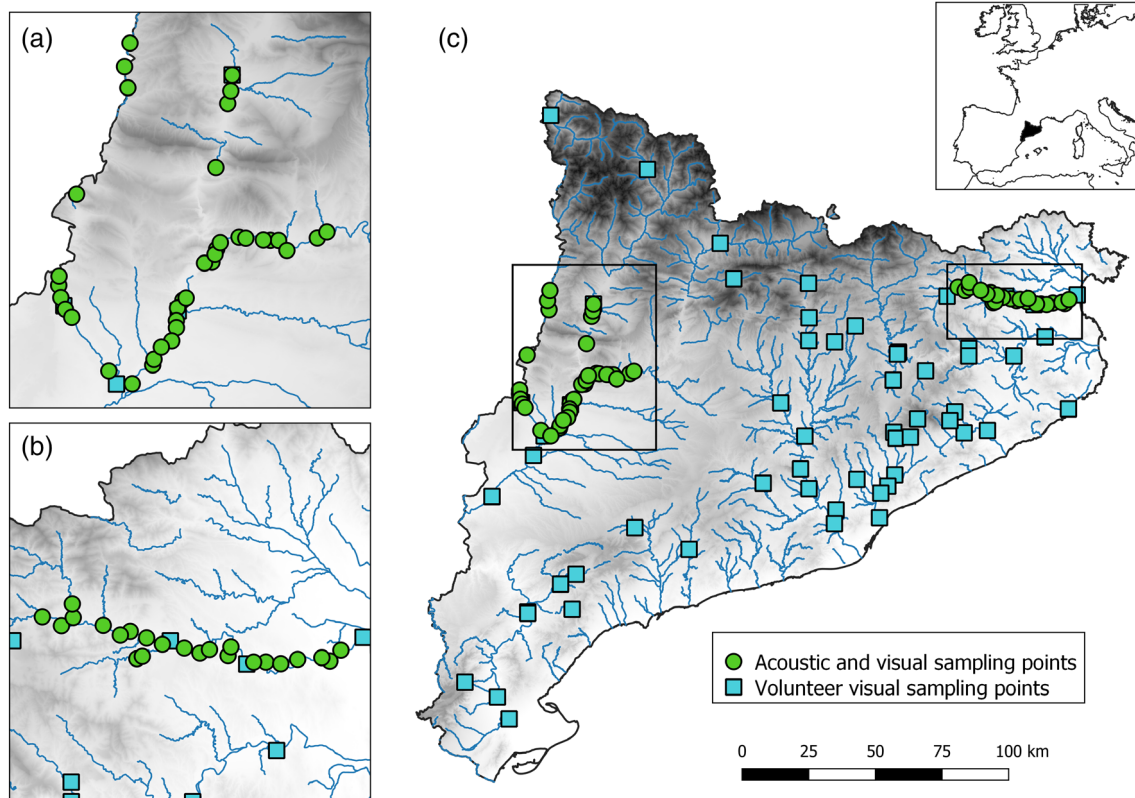 (a)
(b)
(c)
Acoustic and visual sampling points
Volunteer visual sampling points
0 25 50 75 100 km